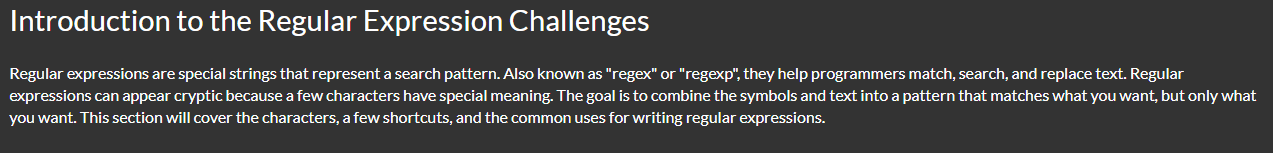 Introduction to the Regular Expression Challenges
Regular expressions are special strings that represent a search pattern. Also known as "regex" or "regexp", they help programmers match, search, and replace text. Regular
expressions can appear cryptic because a few characters have special meaning. The goal is to combine the symbols and text into a pattern that matches what you want, but only what
you want. This section will cover the characters, a few shortcuts, and the common uses for writing regular expressions.